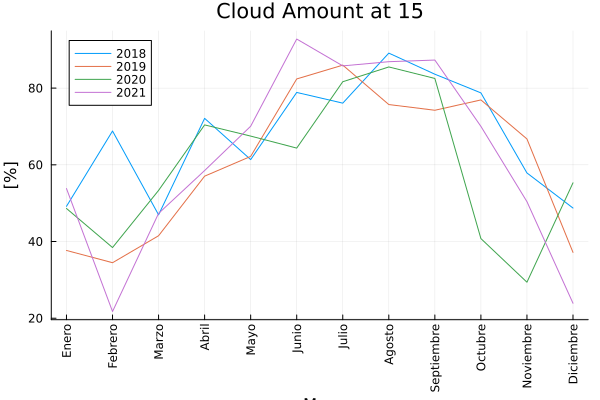 Cloud Amount at 15
2018
2019
2020
2021
[%]
80
60
40
20
Enero
Febrero
Marzo
Abril
Mayo
Junio
Julio
Agosto
Septiembre
Octubre
Noviembre
Diciembre